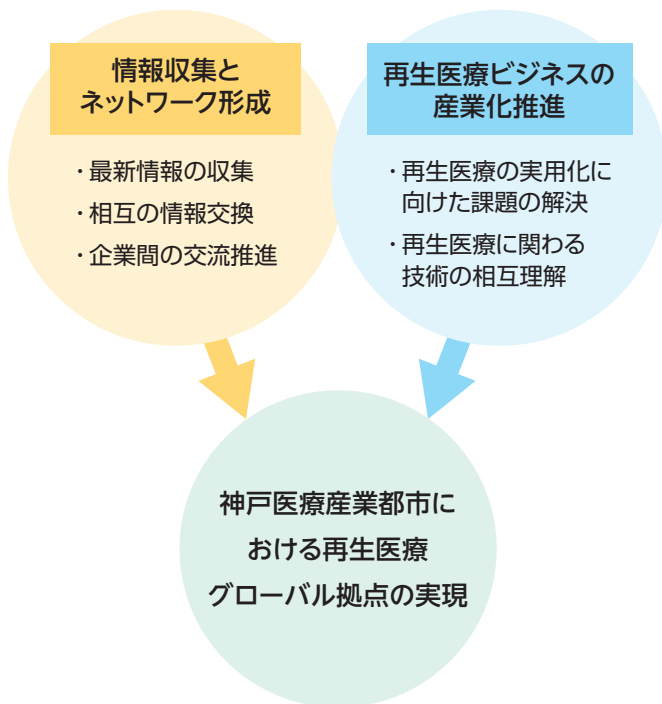 情報収集と
ネットワーク形成
・最新情報の収集
・相互の情報交換
・企業間の交流推進
再生医療ビジネスの
産業化推進
・再生医療の実用化に
向けた課題の解決
・再生医療に関わる
技術の相互理解
神戸医療産業都市に
おける再生医療
グローバル拠点の実現